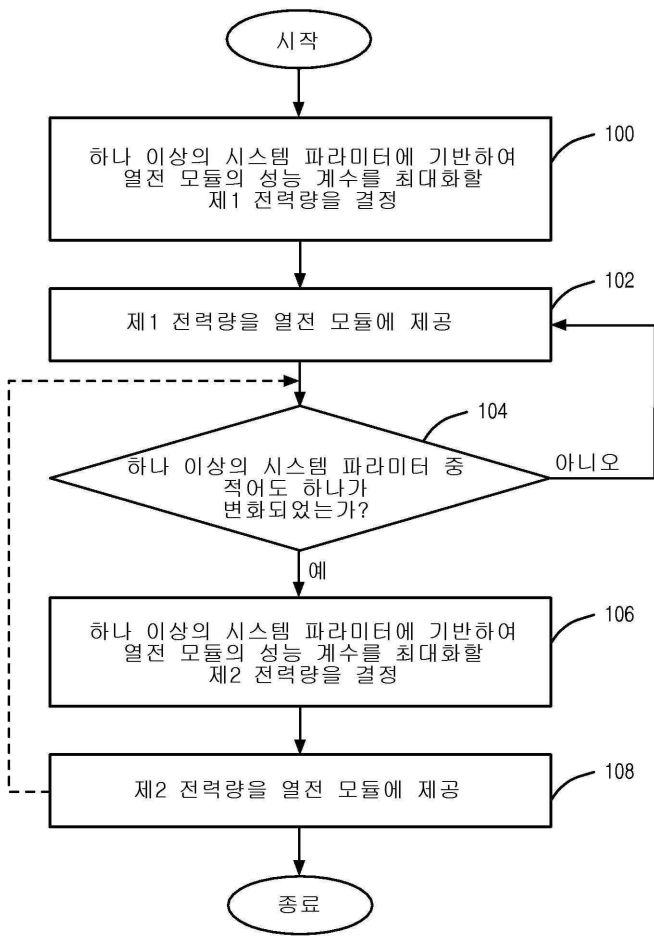 시작
하나 이상의 시스템 파라미터에 기반하여
열전 모듈의 성능 계수를 최대화할
제1 전력량을 결정
100
제1 전력량을 열전 모듈에 제공
102
104
하나 이상의 시스템 파라미터 중
적어도 하나가
변화되었는가?
아니오
예
하나 이상의 시스템 파라미터에 기반하여
열전 모듈의 성능 계수를 최대화할
제2 전력량을 결정
106
제2 전력량을 열전 모듈에 제공
108
종료